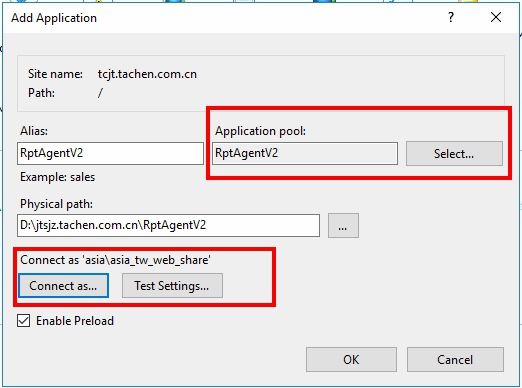 Add Application
?
Site name: tcjt.tachen.com.cn
Path: /
Alias:
Application pool:
RptAgentV2
RptAgentV2
Select...
Example: sales
Physical path:
D:\jtsjz.tachen.com.cn\RptAgentV2
...
Connect as 'asia\asia_tw_web_share'
Connect as...
Test Settings...
Enable Preload
OK
Cancel